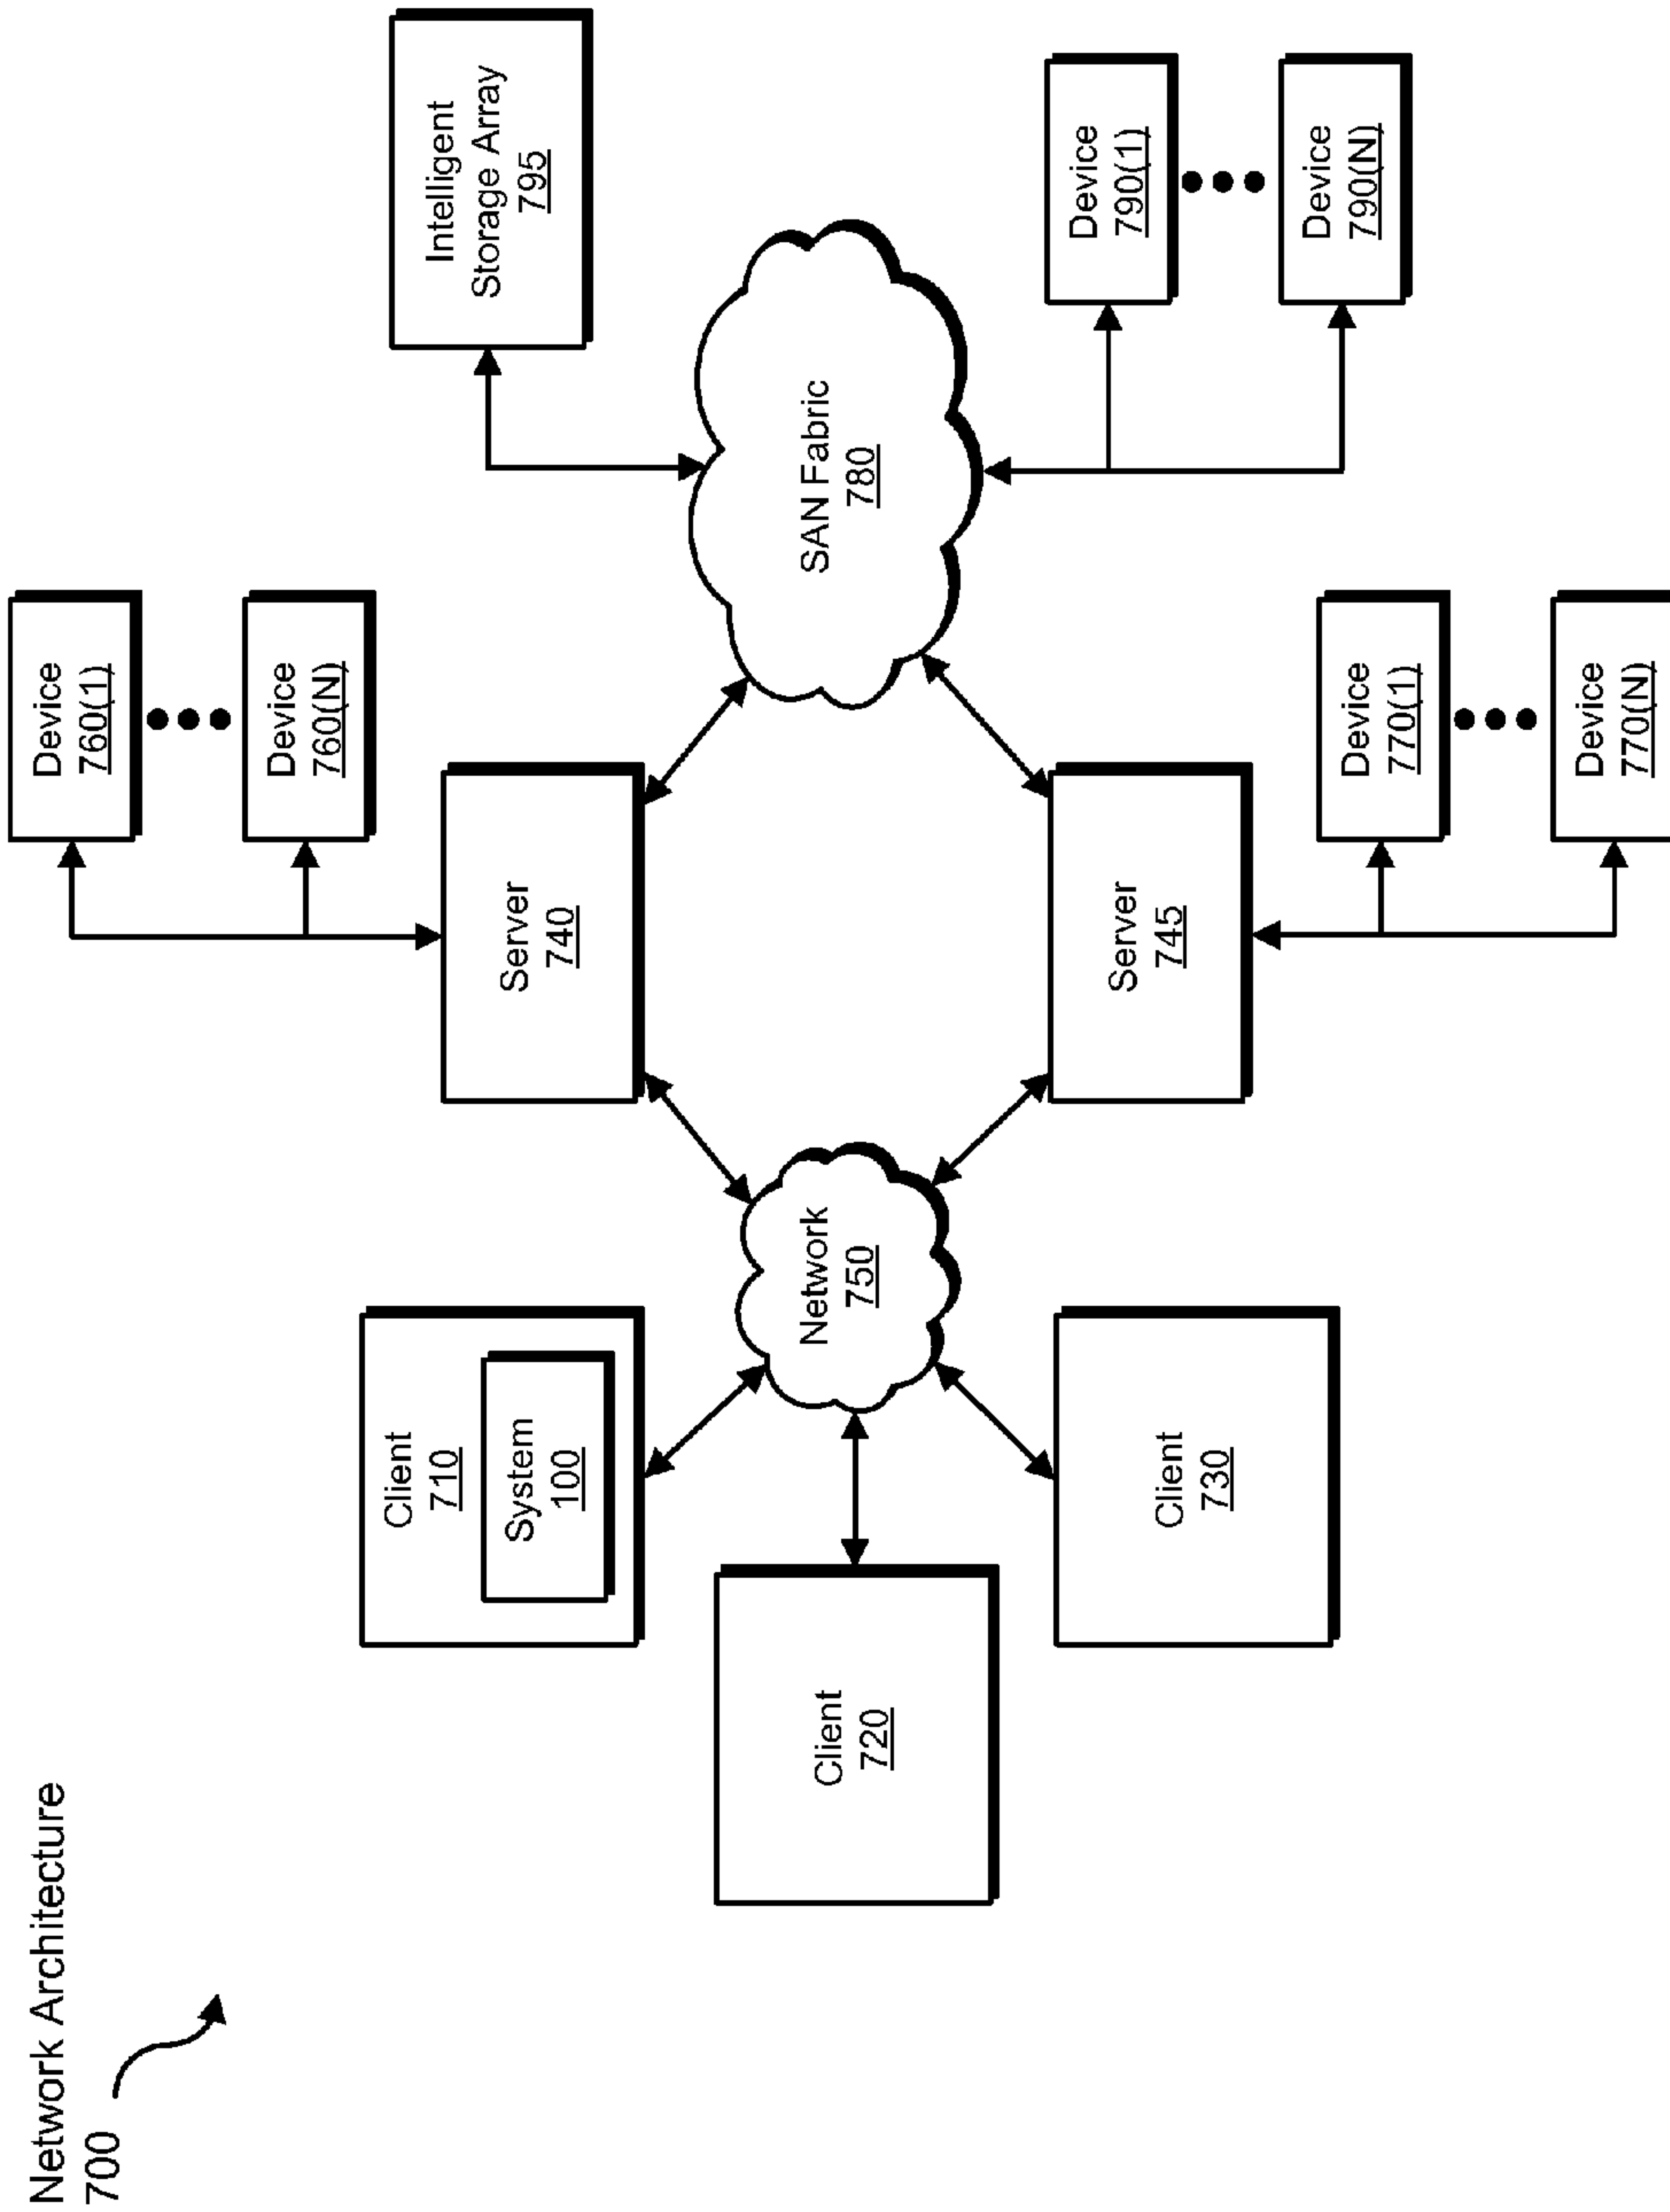 Network Architecture
700
Device
760(1)
Device
760(N)
Intelligent
Storage Array
795
Client
710
System
100
Server
740
Client
720
Network
750
SAN Fabric
780
Client
730
Server
745
Device
790(1)
Device
790(N)
Device
770(1)
Device
770(N)